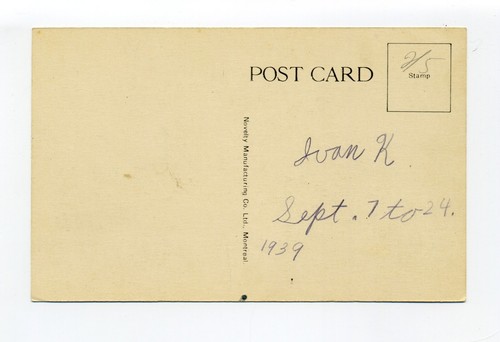 POST CARD
2/5
Stamp
Novelty Manufacturing Co. Ltd., Montreal
Ivan K.
Sept. 7 to 24.
1939